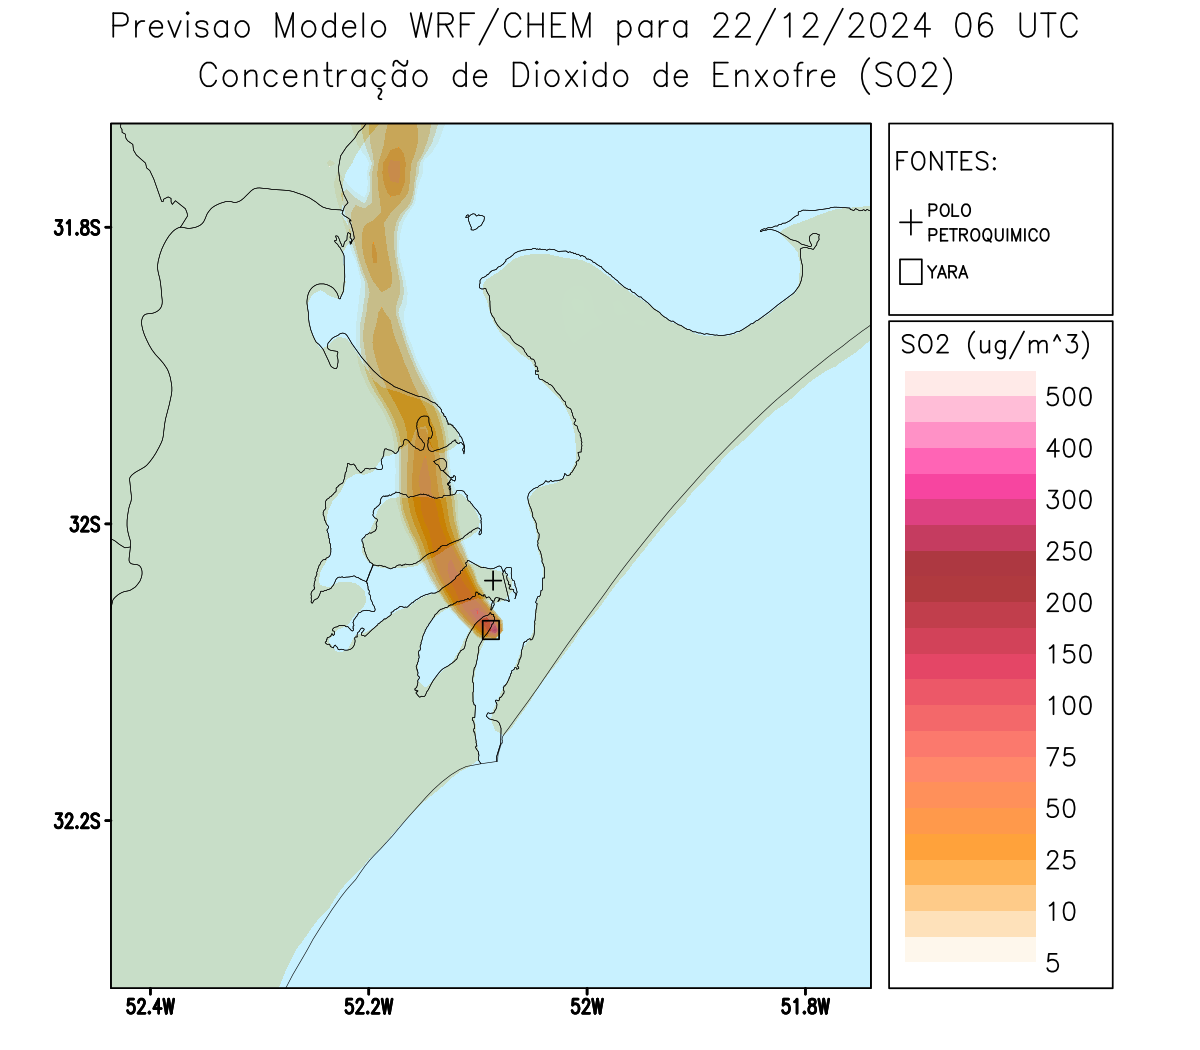 Previsao Modelo WRF/CHEM para 22/12/2024 06 UTC
Concentração de Dioxido de Enxofre (SO2)
FONTES:
POLO
PETROQUIMICO
YARA
SO2 (ug/m^3)
500
400
300
250
200
150
100
75
50
25
10
5
31.8S
32S
32.2S
52.4W
52.2W
52W
51.8W